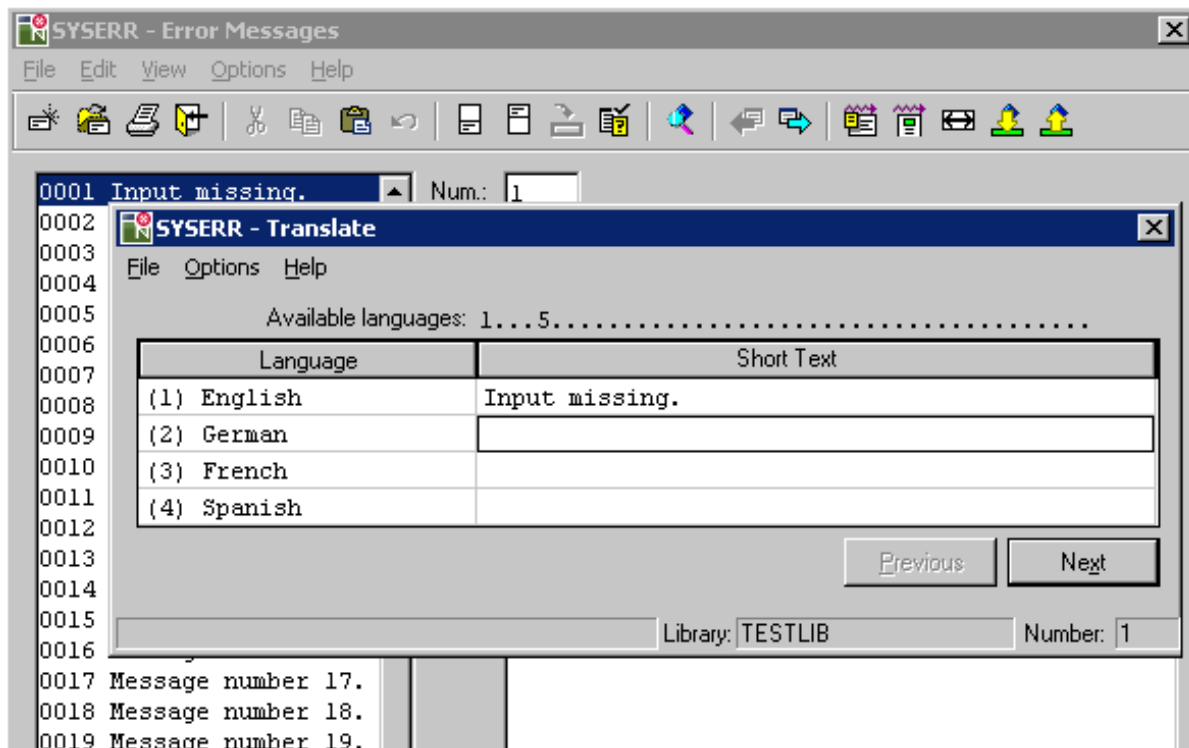 SYSERR - Error Messages
File Edit View Options Help
0001 Input missing.
Num.: 1
0002
0003
0004
0005
0006
0007
0008
0009
0010
0011
0012
0013
0014
0015
0016
0017 Message number 17.
0018 Message number 18.
0019 Message number 19.
SYSERR - Translate
File Options Help
Available languages: 1...5......................................
Language Short Text
(1) English Input missing.
(2) German
(3) French
(4) Spanish
Previous Next
Library: TESTLIB Number: 1